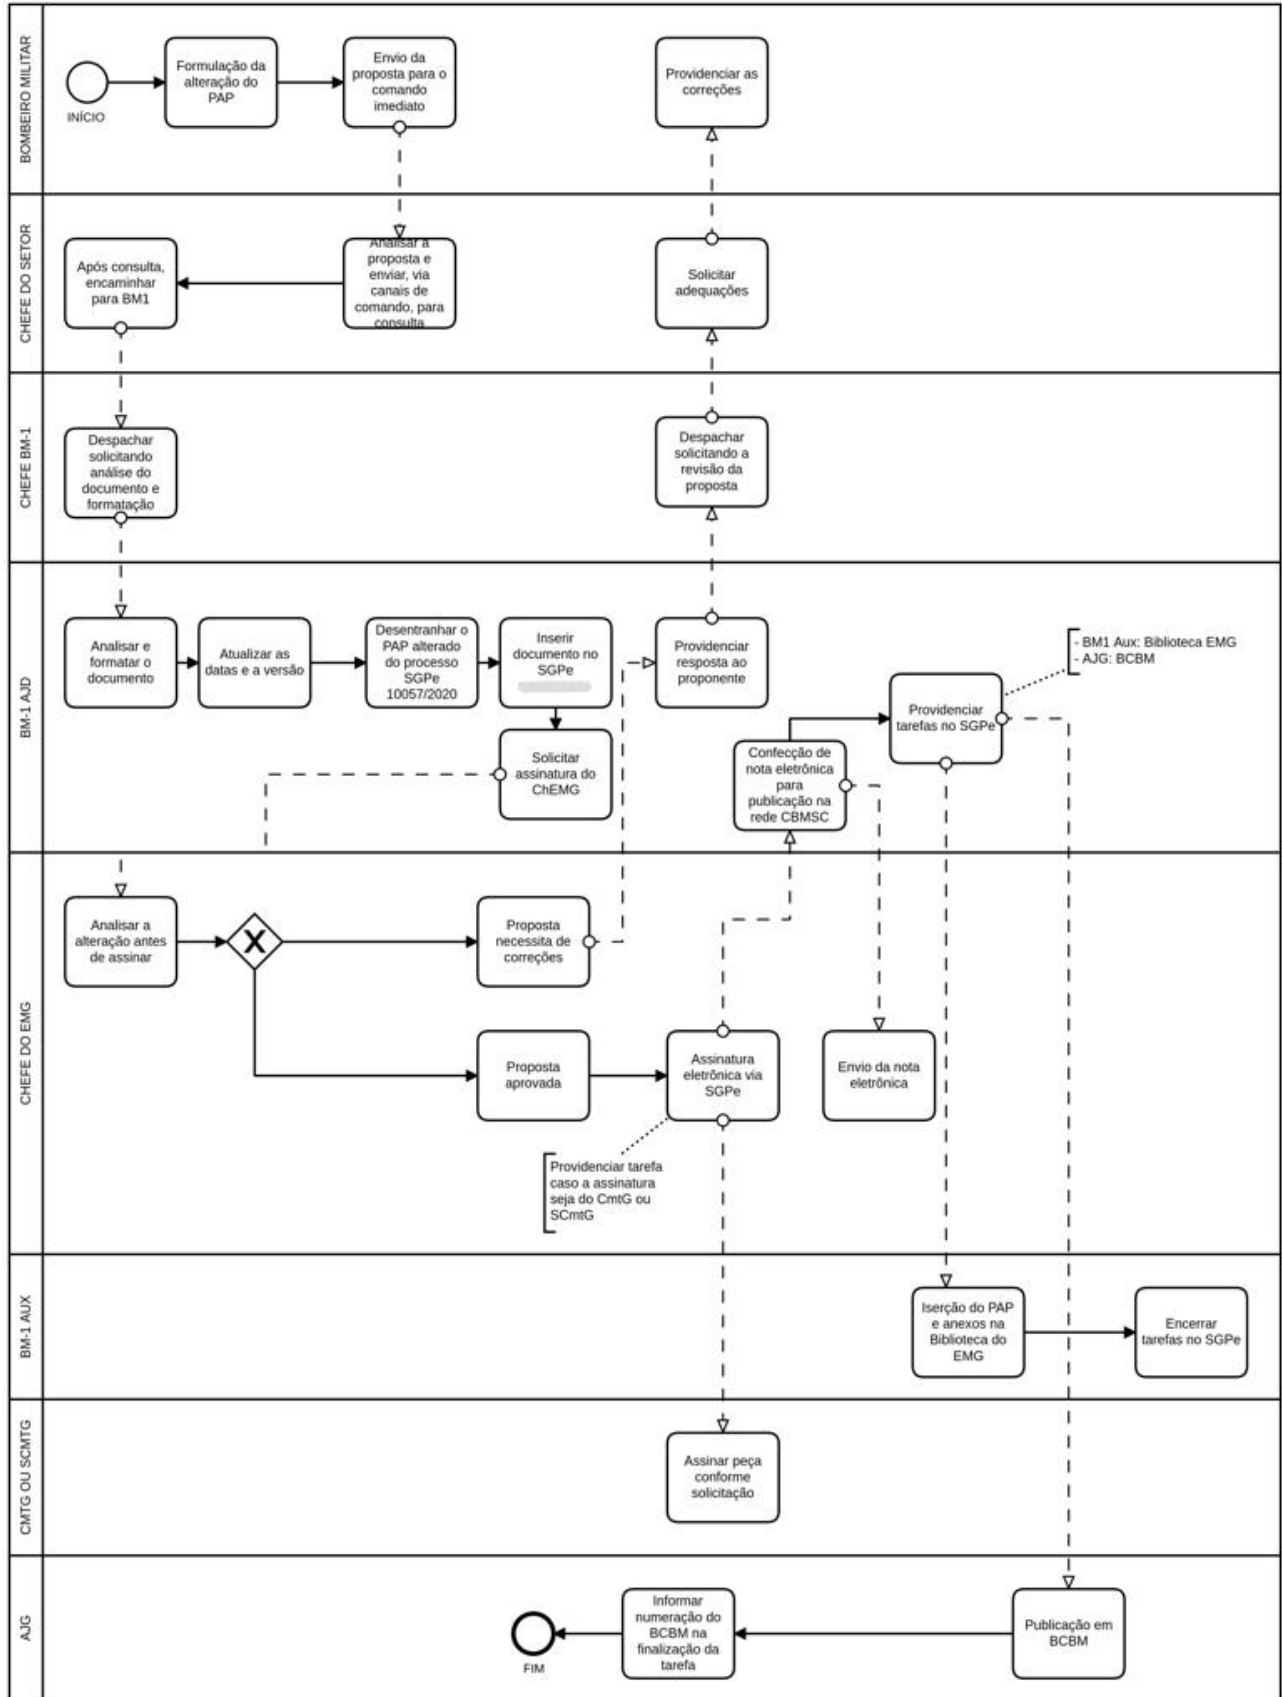 BOMBEIRO MILITAR
INÍCIO
Formulação da
alteração do
PAP
Envio da
proposta para o
comando
imediato
Providenciar as
correções
CHEFE DO SETOR
Após consulta,
encaminhar
para BM1
Analisar a
proposta e
enviar, via
canais de
comando, para
consulta
Solicitar
adequações
CHEFE BM-1
Despachar
solicitando
análise do
documento e
formatação
Despachar
solicitando a
revisão da
proposta
BM-1 AJD
Analisar e
formatar o
documento
Atualizar as
datas e a versão
Desentranhar o
PAP alterado
do processo
SGPe
10057/2020
Inserir
documento no
SGPe
Solicitar
assinatura do
ChEMG
Providenciar
resposta ao
proponente
Confecção de
nota eletrônica
para
publicação na
rede CBMSC
Providenciar
tarefas no SGPe
- BM1 Aux: Biblioteca EMG
- AJG: BCBM
CHEFE DO EMG
Analisar a
alteração antes
de assinar
X
Proposta
necessita de
correções
Proposta
aprovada
Assinatura
eletrônica via
SGPe
Envio da nota
eletrônica
Providenciar tarefa
caso a assinatura
seja do CmtG ou
SCmtG
BM-1 AUX
Iserção do PAP
e anexos na
Biblioteca do
EMG
Encerrar
tarefas no SGPe
CMTG OU SCMTG
Assinar peça
conforme
solicitação
AJG
FIM
Informar
numeração do
BCBM na
finalização da
tarefa
Publicação em
BCBM